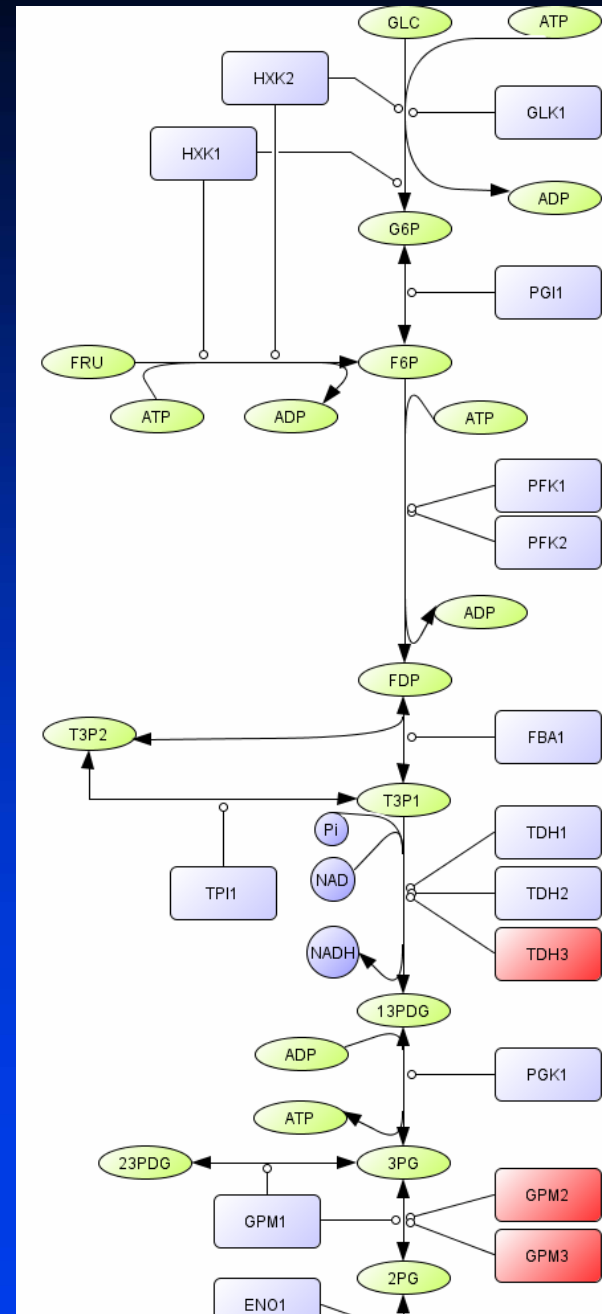 GLC
ATP
HXK2
GLK1
HXK1
ADP
G6P
PGI1
FRU
F6P
ATP
ADP
ATP
PFK1
PFK2
ADP
FDP
T3P2
FBA1
T3P1
Pi
TDH1
NAD
TPI1
TDH2
NADH
TDH3
13PDG
ADP
PGK1
ATP
23PDG
3PG
GPM2
GPM1
GPM3
2PG
ENO1